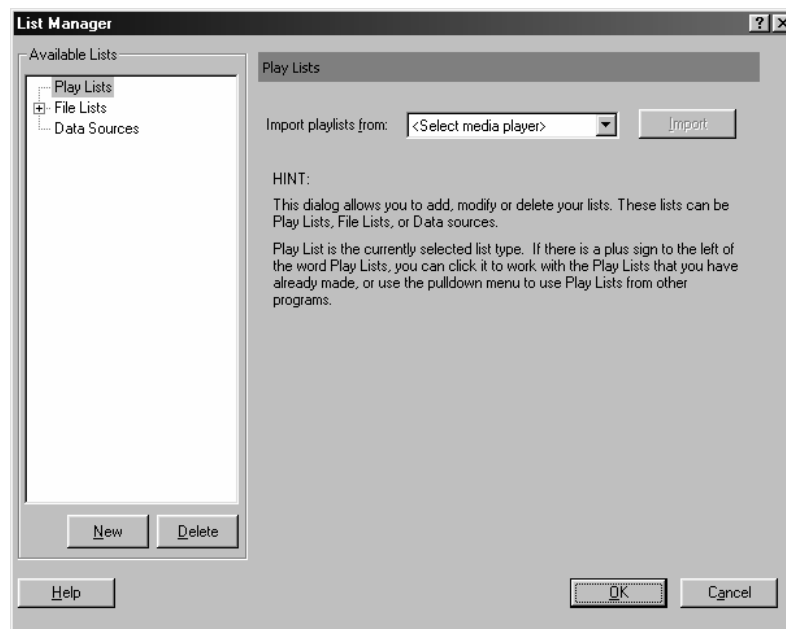 List Manager
Available Lists
Play Lists
File Lists
Data Sources
New
Delete
Play Lists
Import playlists from:
<Select media player>
Import
HINT:
This dialog allows you to add, modify or delete your lists. These lists can be
Play Lists, File Lists, or Data sources.
Play List is the currently selected list type. If there is a plus sign to the left of
the word Play Lists, you can click it to work with the Play Lists that you have
already made, or use the pulldown menu to use Play Lists from other
programs.
Help
OK
Cancel